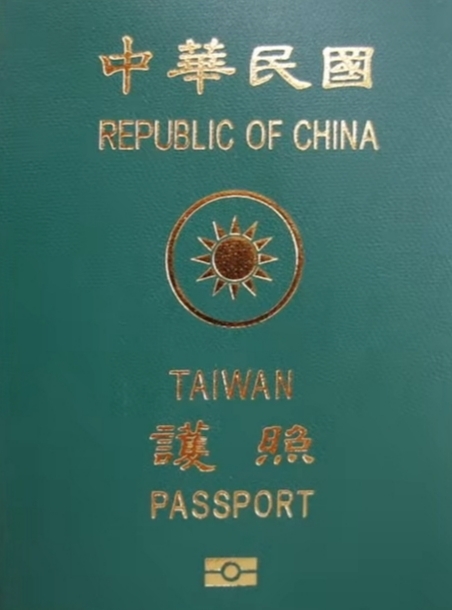 中華民國
REPUBLIC OF CHINA
TAIWAN
護照
PASSPORT